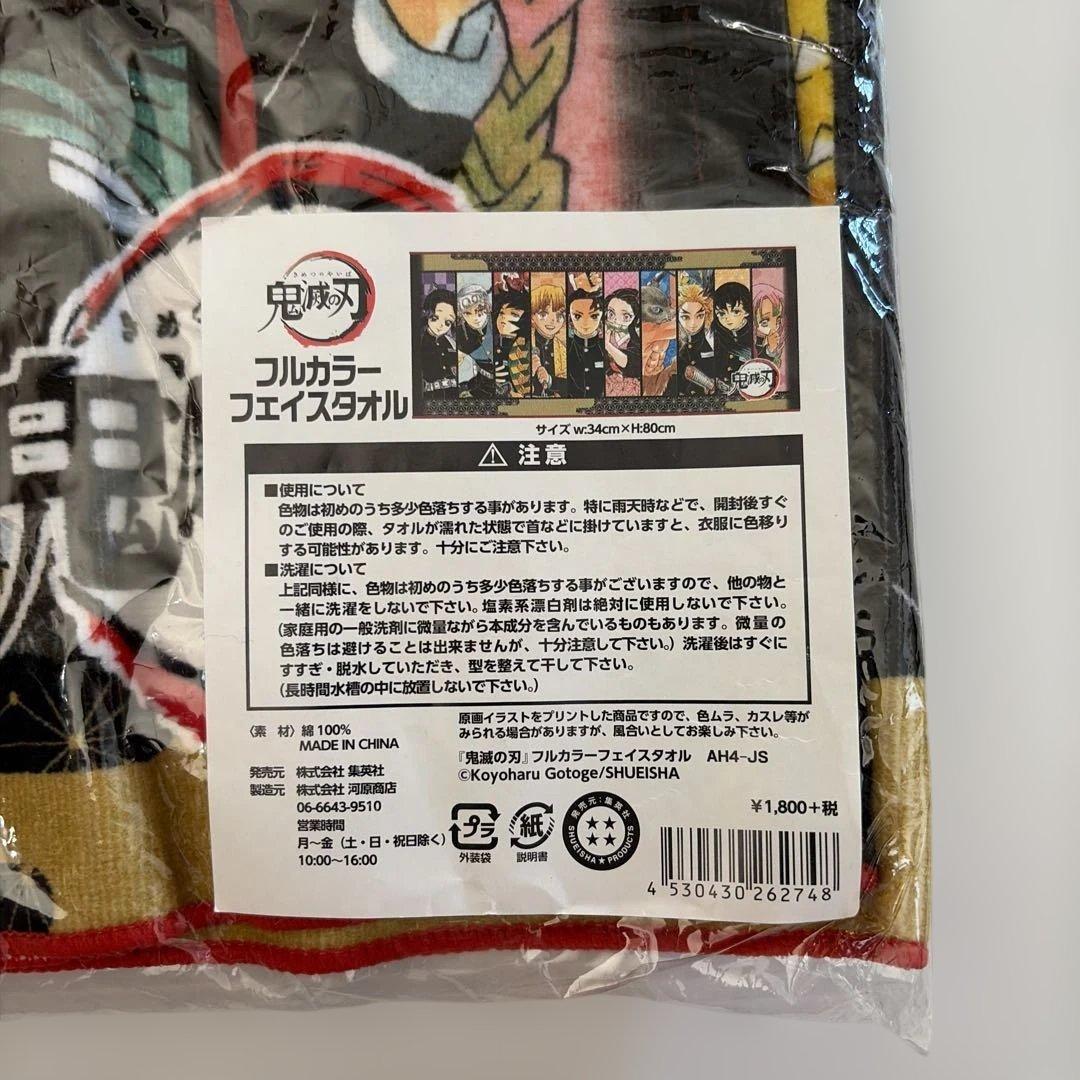 きめつのやいば
鬼滅の刃
フルカラー
フェイスタオル
鬼滅の刃
サイズ w:34cm×H:80cm
⚠ 注意
■使用について
色物は初めのうち多少色落ちする事があります。特に雨天時などで、開封後すぐ
のご使用の際、タオルが濡れた状態で首などに掛けていますと、衣服に色移り
する可能性があります。十分にご注意下さい。
■洗濯について
上記同様に、色物は初めのうち多少色落ちする事がございますので、他の物と
一緒に洗濯をしないで下さい。塩素系漂白剤は絶対に使用しないで下さい。
(家庭用の一般洗剤に微量ながら本成分を含んでいるものもあります。微量の
色落ちは避けることは出来ませんが、十分注意して下さい。)洗濯後はすぐに
すすぎ・脱水していただき、型を整えて干して下さい。
(長時間水槽の中に放置しないで下さい。)
〈素 材〉綿100%
MADE IN CHINA
原画イラストをプリントした商品ですので、色ムラ、カスレ等が
みられる場合がありますが、風合いとしてお楽しみ下さい。
『鬼滅の刃』フルカラーフェイスタオル AH4-JS
©Koyoharu Gotoge/SHUEISHA
発売元 株式会社 集英社
製造元 株式会社 河原商店
06-6643-9510
営業時間
月〜金(土・日・祝日除く)
10:00〜16:00
プラ
外装袋
紙
説明書
発売元:集英社
SHUEISHA★PRODUCTS
¥1,800+税
4 530430 262748